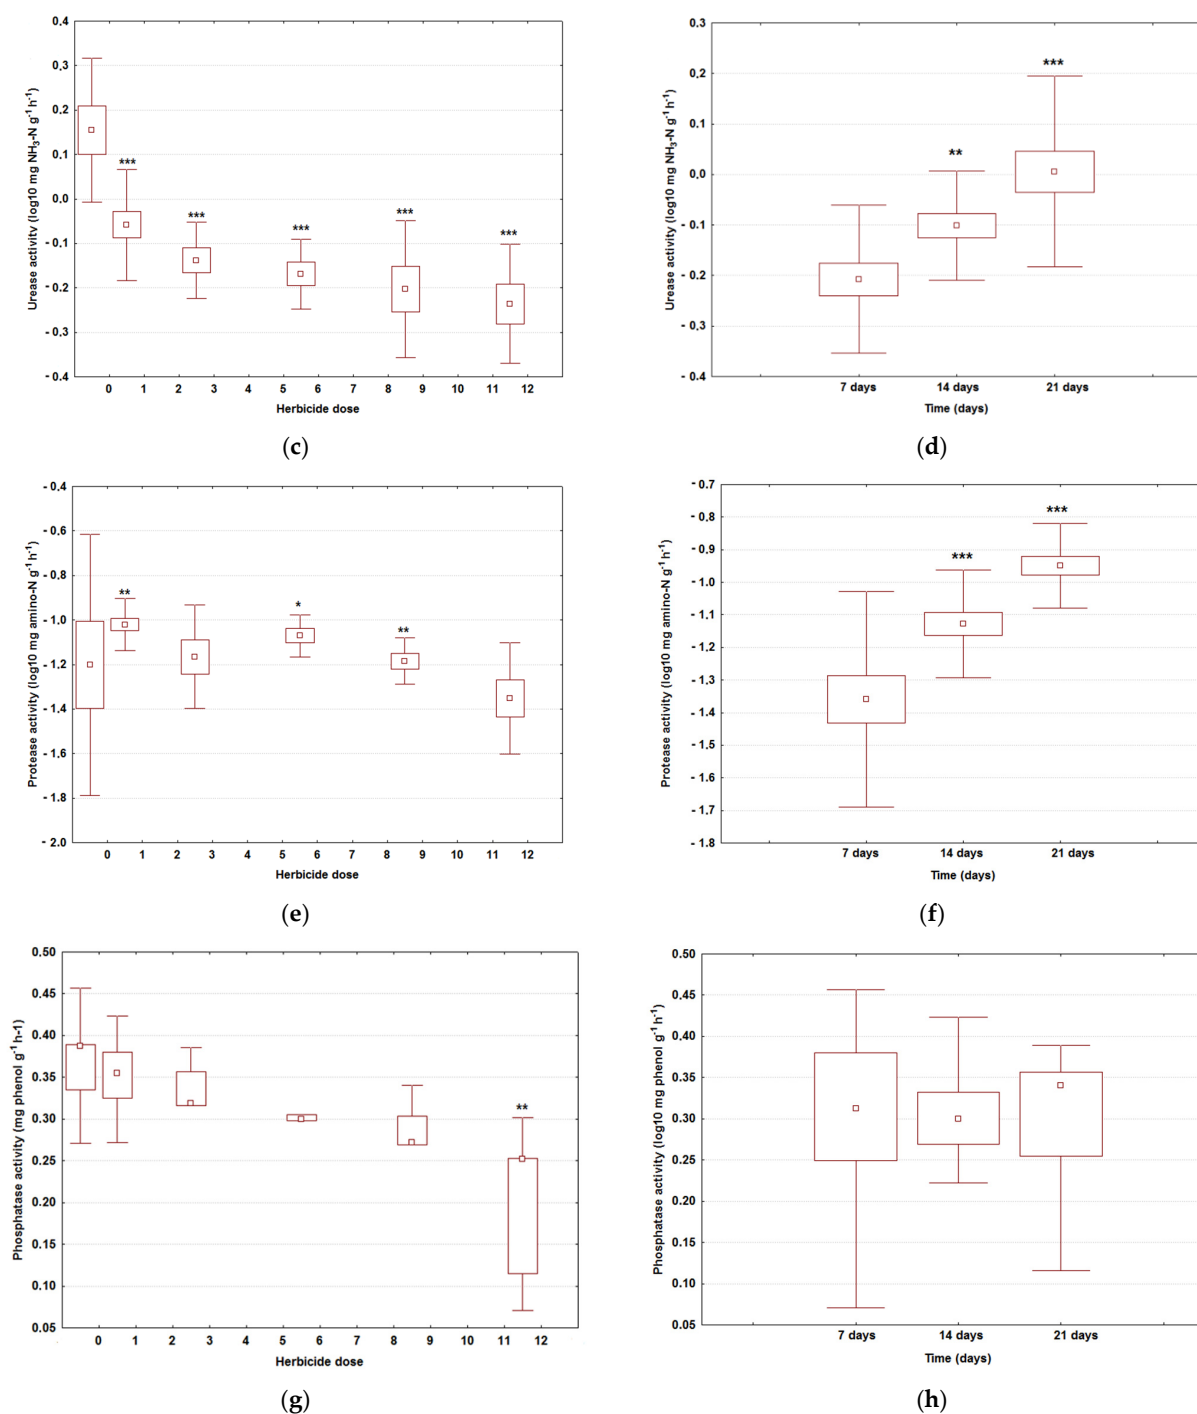 0.4
0.3
0.2
0.1
0.0
- 0.1
- 0.2
- 0.3
- 0.4
Urease activity (log10 mg NH3-N g-1 h-1)
***
***
***
***
***
0 1 2 3 4 5 6 7 8 9 10 11 12
Herbicide dose
(c)
0.3
0.2
0.1
0.0
- 0.1
- 0.2
- 0.3
- 0.4
Urease activity (log10 mg NH3-N g-1 h-1)
**
***
7 days 14 days 21 days
Time (days)
(d)
- 0.4
- 0.6
- 0.8
- 1.0
- 1.2
- 1.4
- 1.6
- 1.8
- 2.0
Protease activity (log10 mg amino-N g-1 h-1)
**
*
**
0 1 2 3 4 5 6 7 8 9 10 11 12
Herbicide dose
(e)
- 0.7
- 0.8
- 0.9
- 1.0
- 1.1
- 1.2
- 1.3
- 1.4
- 1.5
- 1.6
- 1.7
- 1.8
Protease activity (log10 mg amino-N g-1 h-1)
***
***
7 days 14 days 21 days
Time (days)
(f)
0.50
0.45
0.40
0.35
0.30
0.25
0.20
0.15
0.10
0.05
Phosphatase activity (mg phenol g-1 h-1)
**
0 1 2 3 4 5 6 7 8 9 10 11 12
Herbicide dose
(g)
0.50
0.45
0.40
0.35
0.30
0.25
0.20
0.15
0.10
0.05
Phosphatase activity (log10 mg phenol g-1 h-1)
7 days 14 days 21 days
Time (days)
(h)